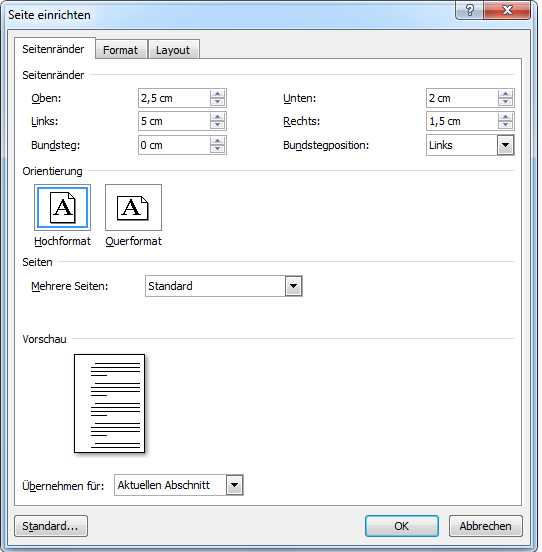 Seite einrichten
Seitenränder Format Layout
Seitenränder
Oben: 2,5 cm Unten: 2 cm
Links: 5 cm Rechts: 1,5 cm
Bundsteg: 0 cm Bundstegposition: Links
Orientierung
A A
Hochformat Querformat
Seiten
Mehrere Seiten: Standard
Vorschau
Übernehmen für: Aktuellen Abschnitt
Standard... OK Abbrechen